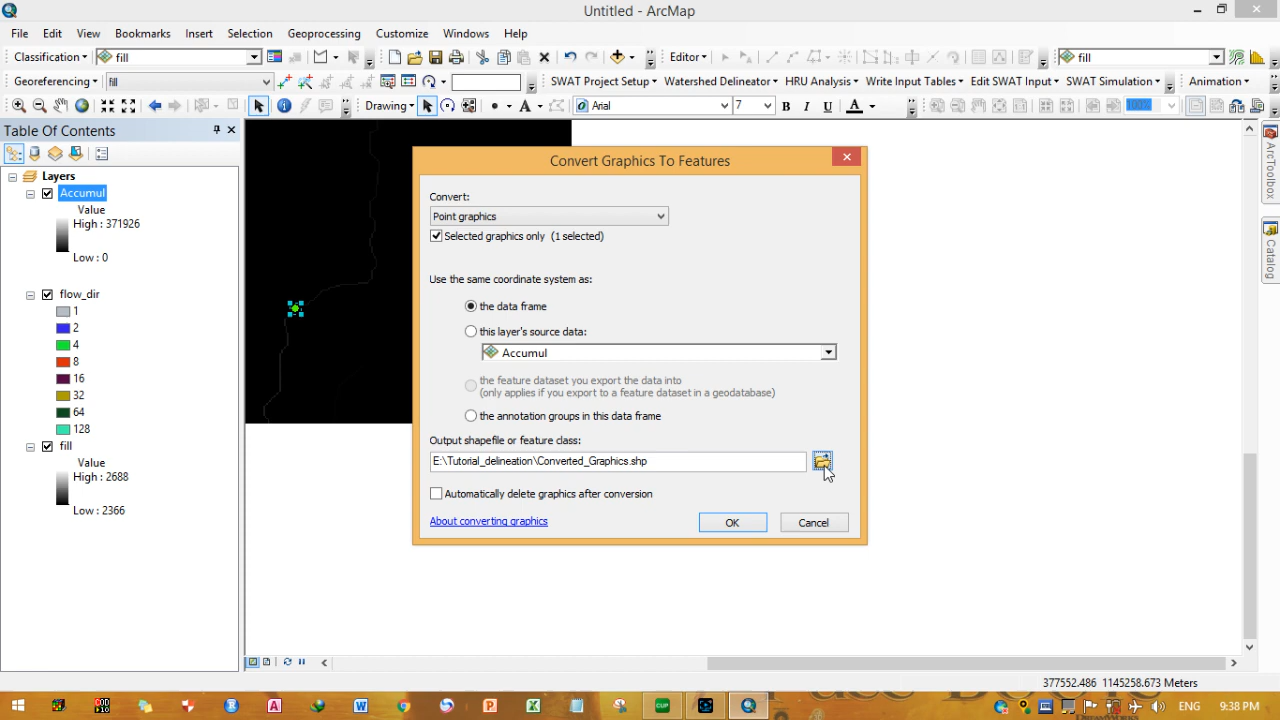 Untitled - ArcMap
File Edit View Bookmarks Insert Selection Geoprocessing Customize Windows Help
Classification fill Editor fill
Georeferencing fill SWAT Project Setup Watershed Delineator HRU Analysis Write Input Tables Edit SWAT Input SWAT Simulation Animation
Drawing A Arial 7 B I U A 100%
Table Of Contents
Layers
Accumul
Value
High : 371926
Low : 0
flow_dir
1
2
4
8
16
32
64
128
fill
Value
High : 2688
Low : 2366
Convert Graphics To Features
Convert:
Point graphics
Selected graphics only (1 selected)
Use the same coordinate system as:
the data frame
this layer's source data:
Accumul
the feature dataset you export the data into
(only applies if you export to a feature dataset in a geodatabase)
the annotation groups in this data frame
Output shapefile or feature class:
E:\Tutorial_delineation\Converted_Graphics.shp
Automatically delete graphics after conversion
About converting graphics
OK Cancel
ArcToolbox
Catalog
377552.486 1145258.673 Meters
ENG 9:38 PM